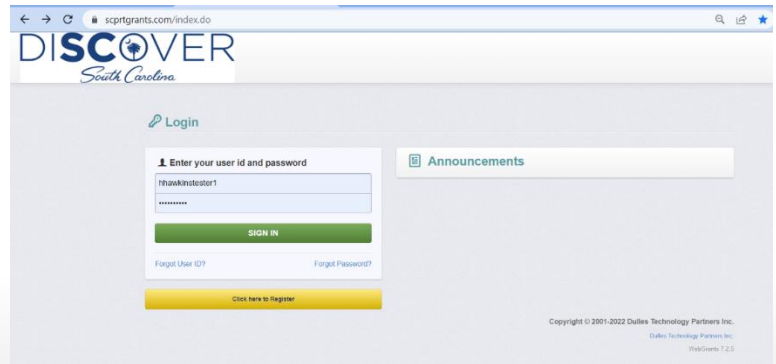 scprtgrants.com/index.do
DISCOVER
South Carolina
Login
Enter your user id and password
hhawkinstester1
••••••••••
SIGN IN
Forgot User ID?
Forgot Password?
Click here to Register
Announcements
Copyright © 2001-2022 Dulles Technology Partners Inc.
Dulles Technology Partners Inc.
WebGrants 7.2.0